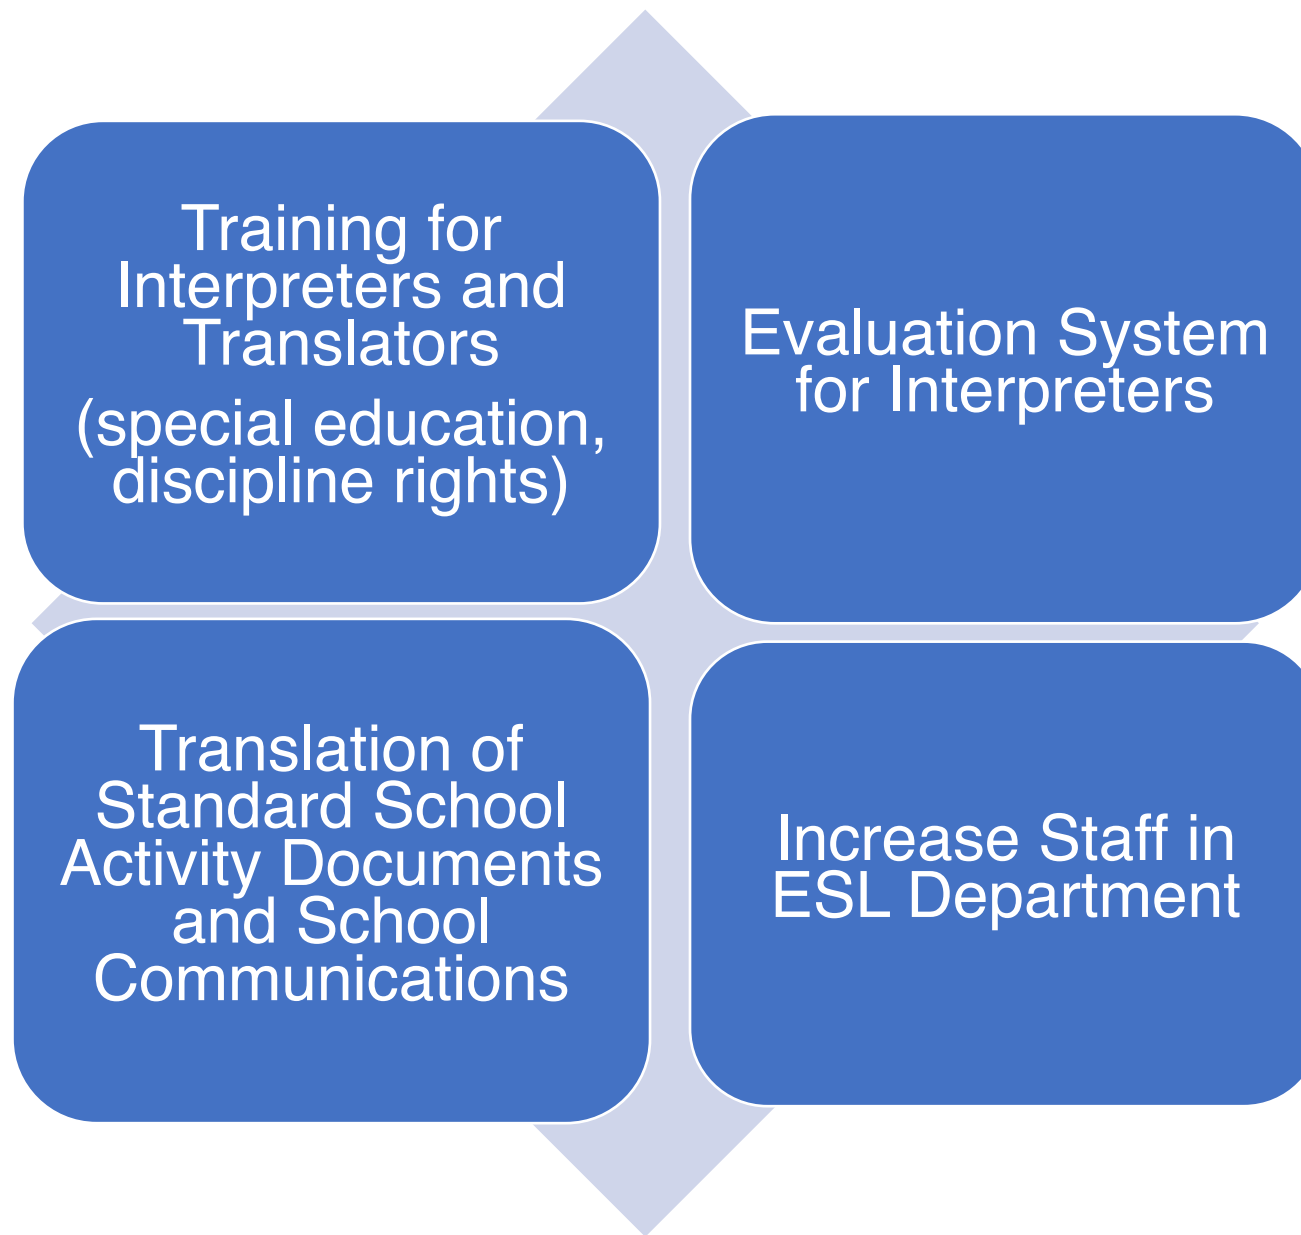 Training for
Interpreters and
Translators
(special education,
discipline rights)
Evaluation System
for Interpreters
Translation of
Standard School
Activity Documents
and School
Communications
Increase Staff in
ESL Department